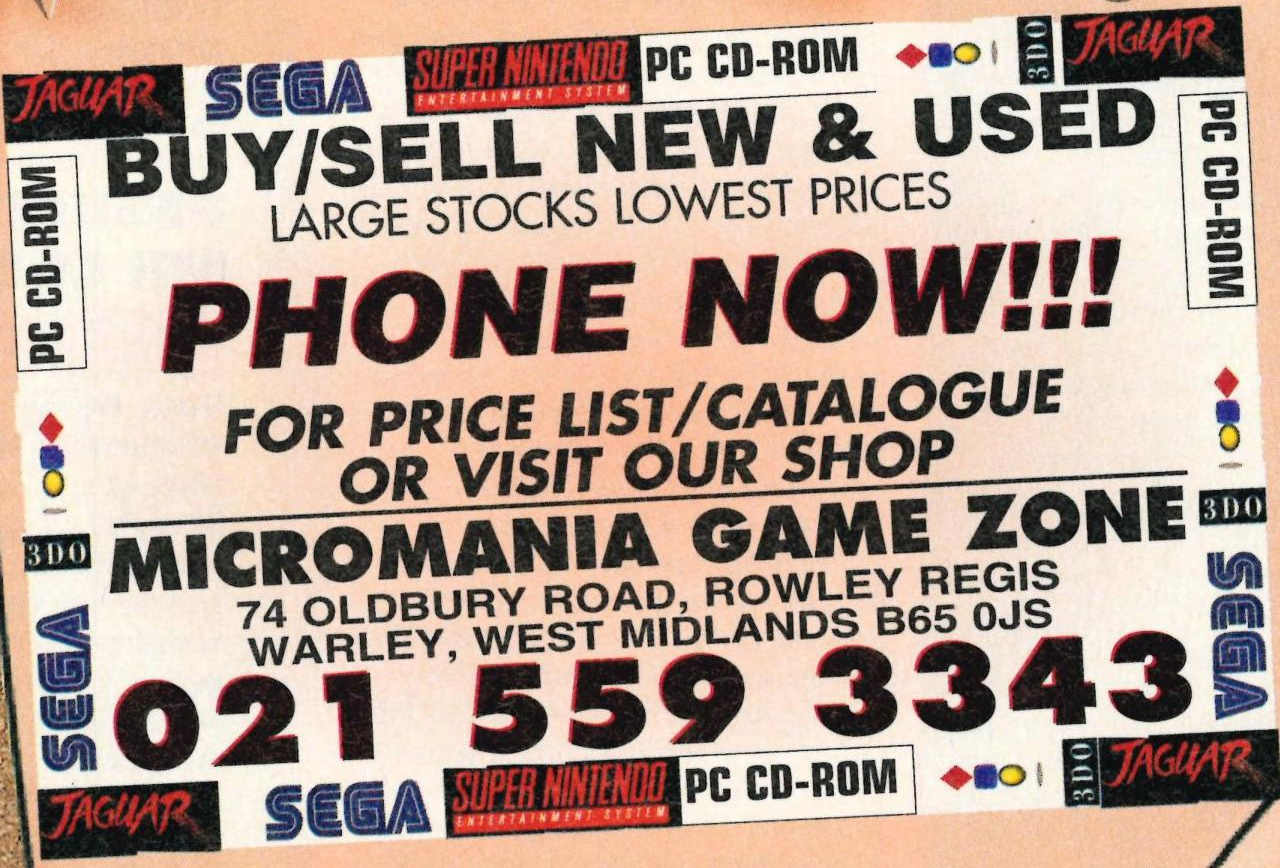 JAGUAR SEGA SUPER NINTENDO PC CD-ROM 3DO JAGUAR
ENTERTAINMENT SYSTEM
BUY/SELL NEW & USED
LARGE STOCKS LOWEST PRICES
PHONE NOW!!!
FOR PRICE LIST/CATALOGUE
OR VISIT OUR SHOP
MICROMANIA GAME ZONE
74 OLDBURY ROAD, ROWLEY REGIS
WARLEY, WEST MIDLANDS B65 0JS
021 559 3343
PC CD-ROM
3DO
SEGA
PC CD-ROM
3DO
SEGA
JAGUAR SEGA SUPER NINTENDO PC CD-ROM 3DO JAGUAR
ENTERTAINMENT SYSTEM